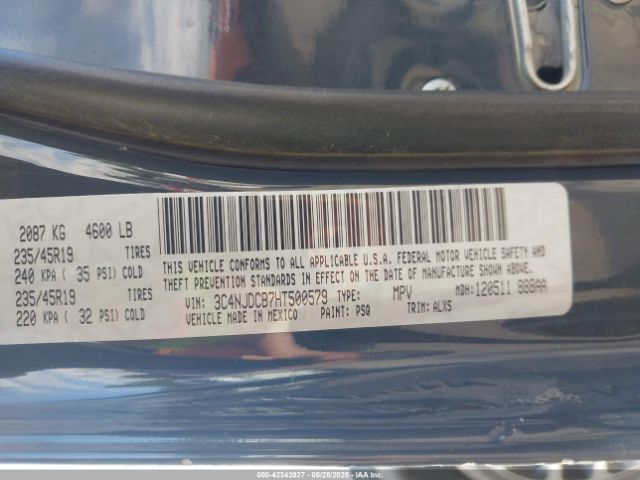 2087 KG 4600 LB
235/45R19 TIRES
240 KPA ( 35 PSI) COLD
235/45R19 TIRES
220 KPA ( 32 PSI) COLD
THIS VEHICLE CONFORMS TO ALL APPLICABLE U.S.A. FEDERAL MOTOR VEHICLE SAFETY AND
THEFT PREVENTION STANDARDS IN EFFECT ON THE DATE OF MANUFACTURE SHOWN ABOVE.
VIN: 3C4NJDCB7HT500579 TYPE: MPV MDH:120511 888AA
VEHICLE MADE IN MEXICO PAINT: PSQ TRIM: ALXS
000-42343927 - 05/28/2025 - IAA Inc.